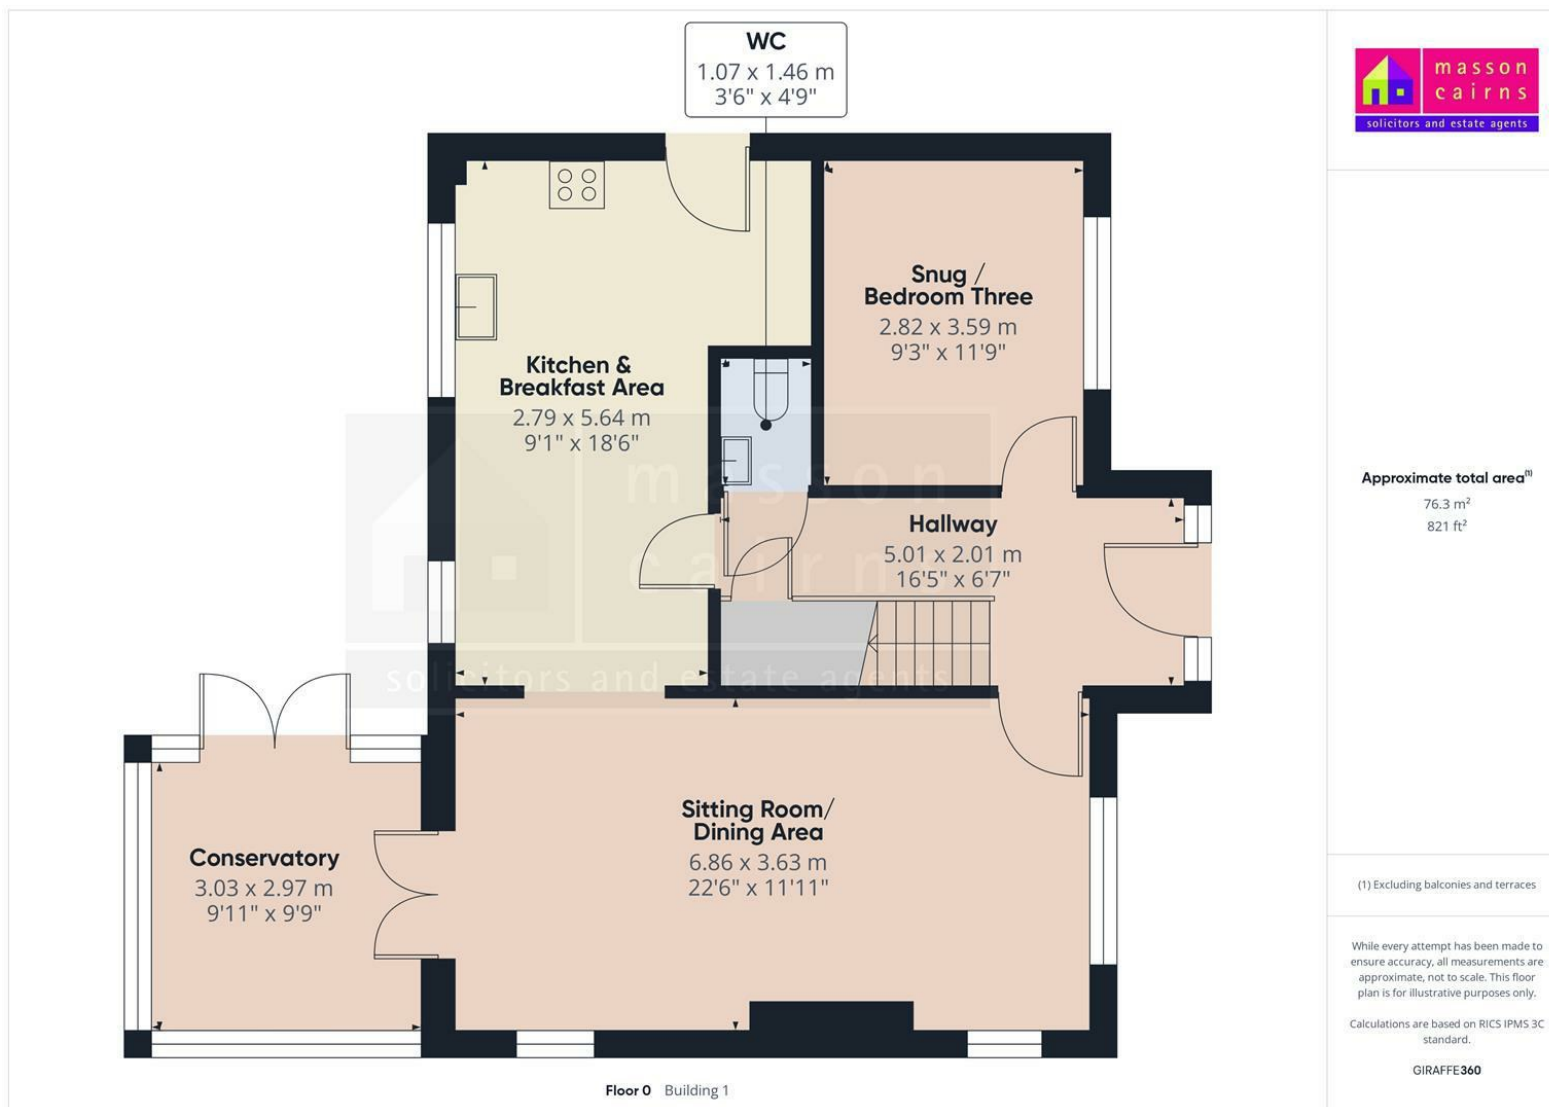 WC
1.07 x 1.46 m
3'6" x 4'9"
masson
cairns
solicitors and estate agents
Snug /
Bedroom Three
2.82 x 3.59 m
9'3" x 11'9"
Kitchen &
Breakfast Area
2.79 x 5.64 m
9'1" x 18'6"
masson
cairns
solicitors and estate agents
Hallway
5.01 x 2.01 m
16'5" x 6'7"
Sitting Room/
Dining Area
6.86 x 3.63 m
22'6" x 11'11"
Conservatory
3.03 x 2.97 m
9'11" x 9'9"
Floor 0 Building 1
Approximate total area⁽¹⁾
76.3 m²
821 ft²
(1) Excluding balconies and terraces
While every attempt has been made to
ensure accuracy, all measurements are
approximate, not to scale. This floor
plan is for illustrative purposes only.
Calculations are based on RICS IPMS 3C
standard.
GIRAFFE360